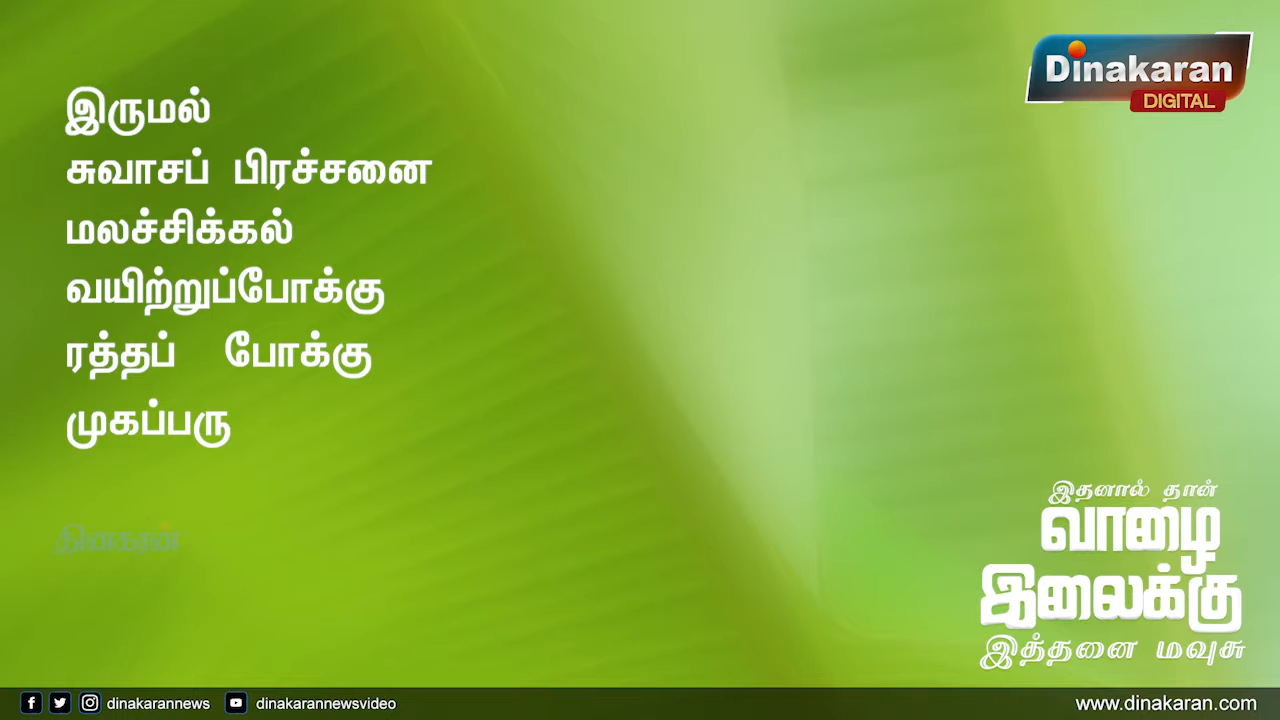 இருமல்
சுவாசப் பிரச்சனை
மலச்சிக்கல்
வயிற்றுப்போக்கு
ரத்தப் போக்கு
முகப்பரு
தினகரன்
Dinakaran
DIGITAL
இதனால் தான்
வாழை
இலைக்கு
இத்தனை மவுசு
dinakarannews
dinakarannewsvideo
www.dinakaran.com